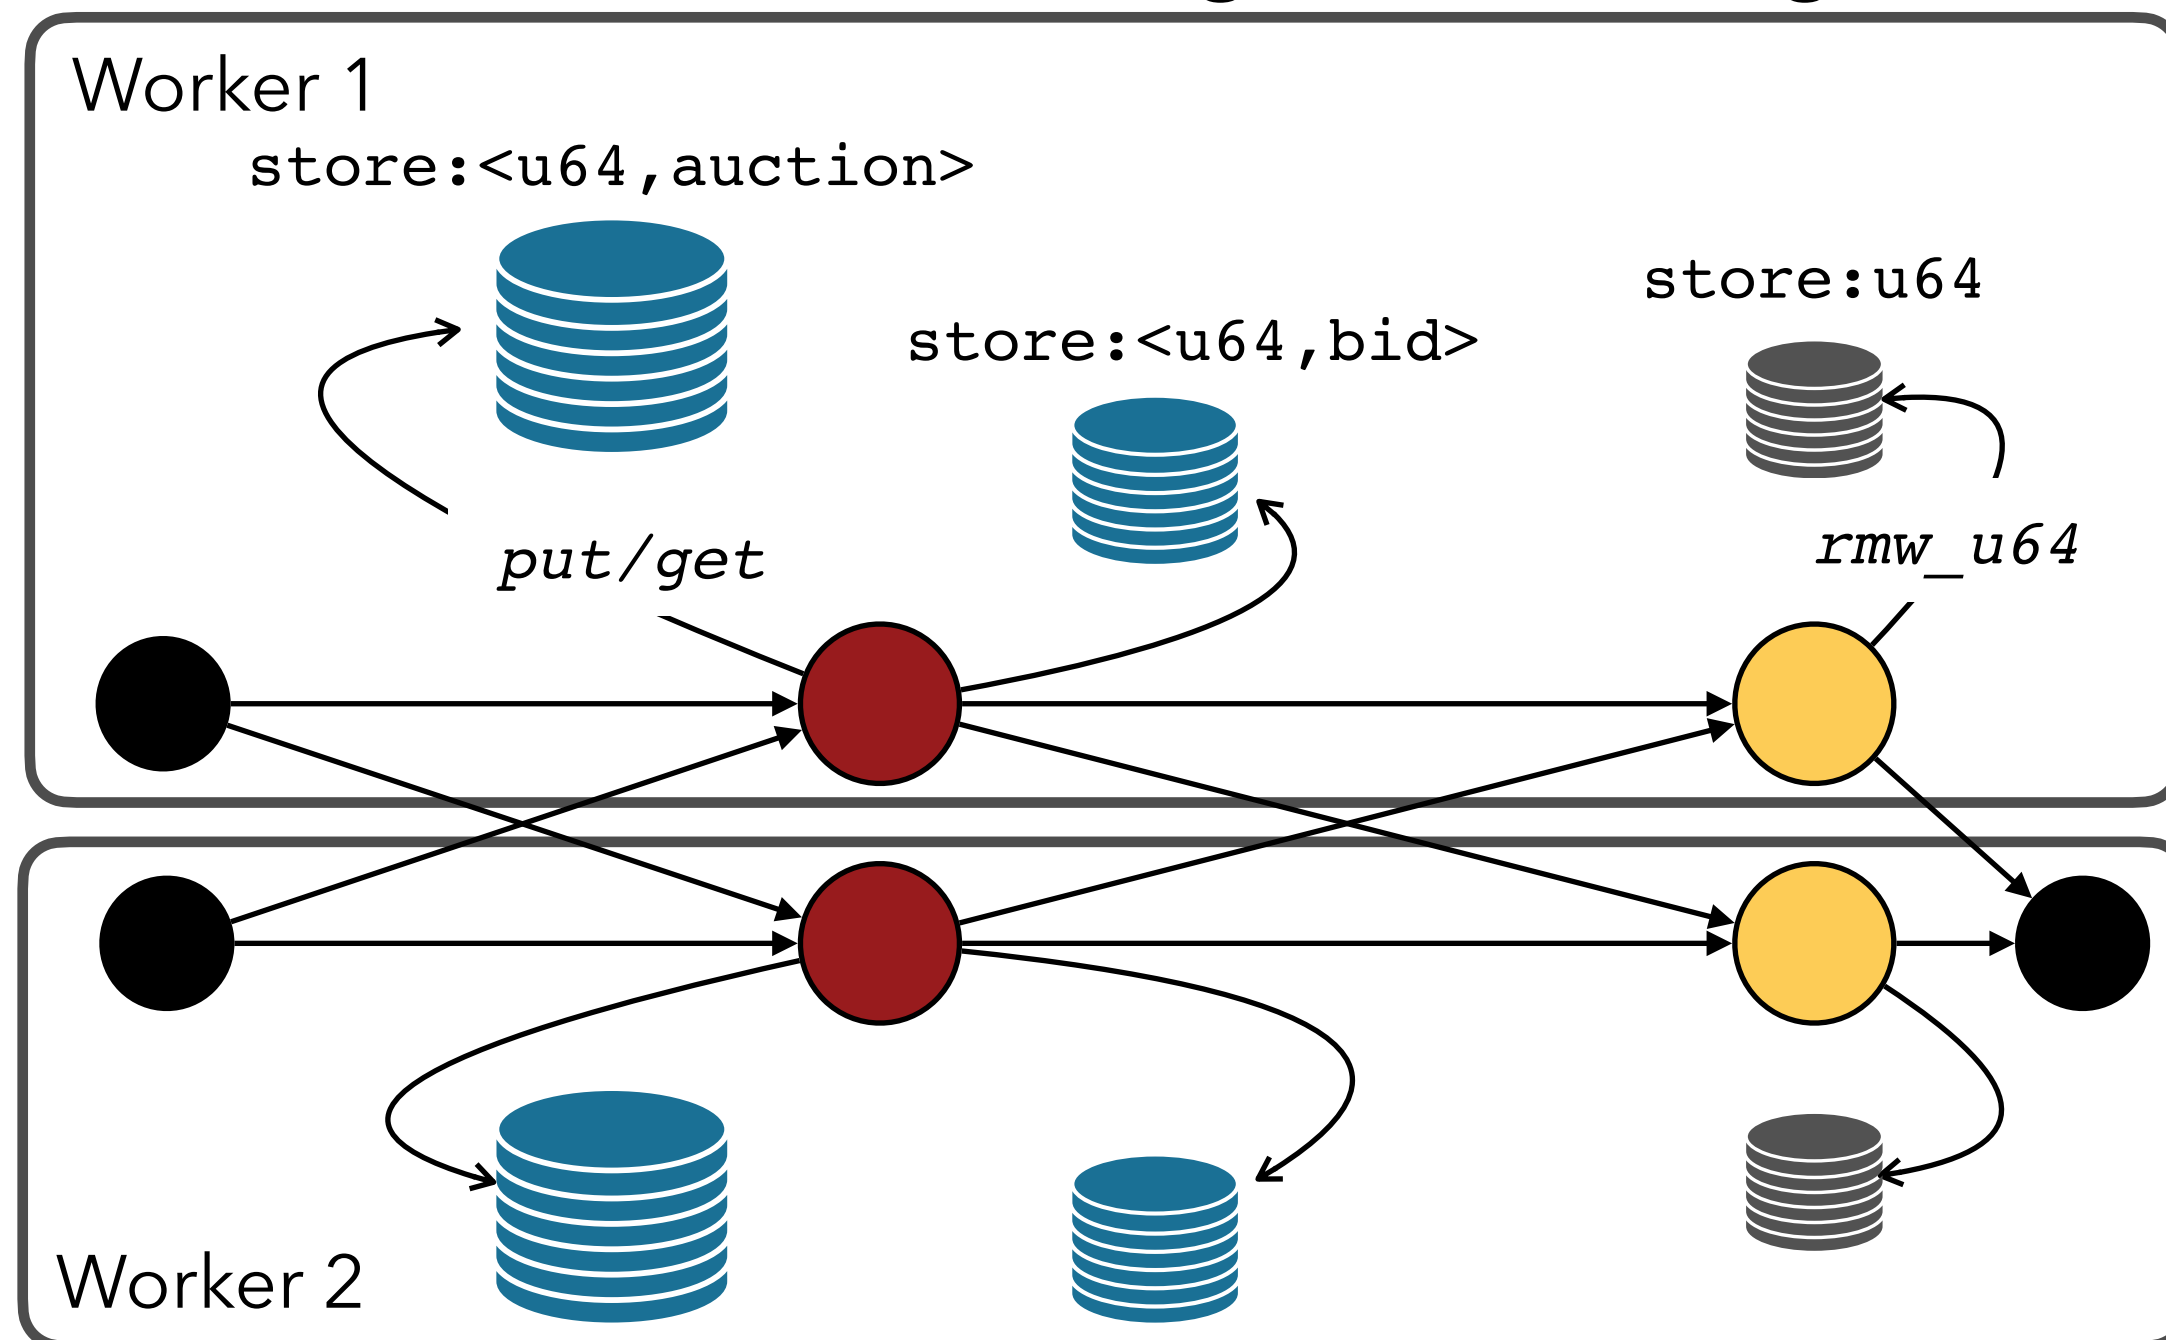 Worker 1
store:<u64,auction>
store:u64
store:<u64,bid>
put/get
rmw_u64
Worker 2